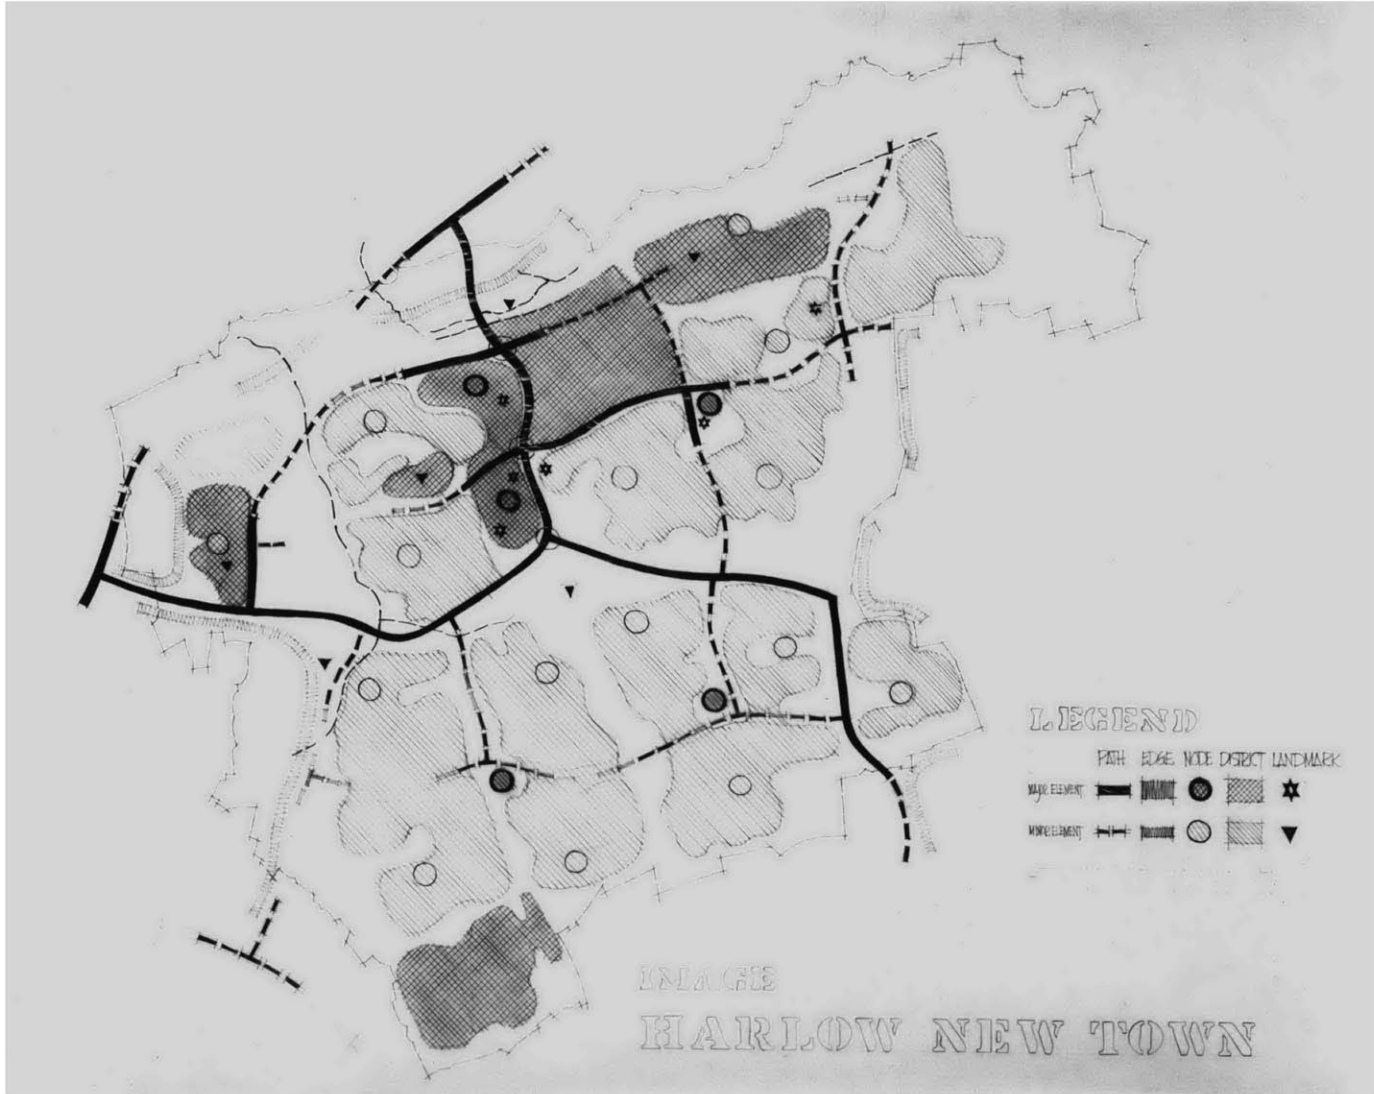 LEGEND
PATH EDGE NODE DISTRICT LANDMARK
MAJOR ELEMENT
MINOR ELEMENT
IMAGE
HARLOW NEW TOWN